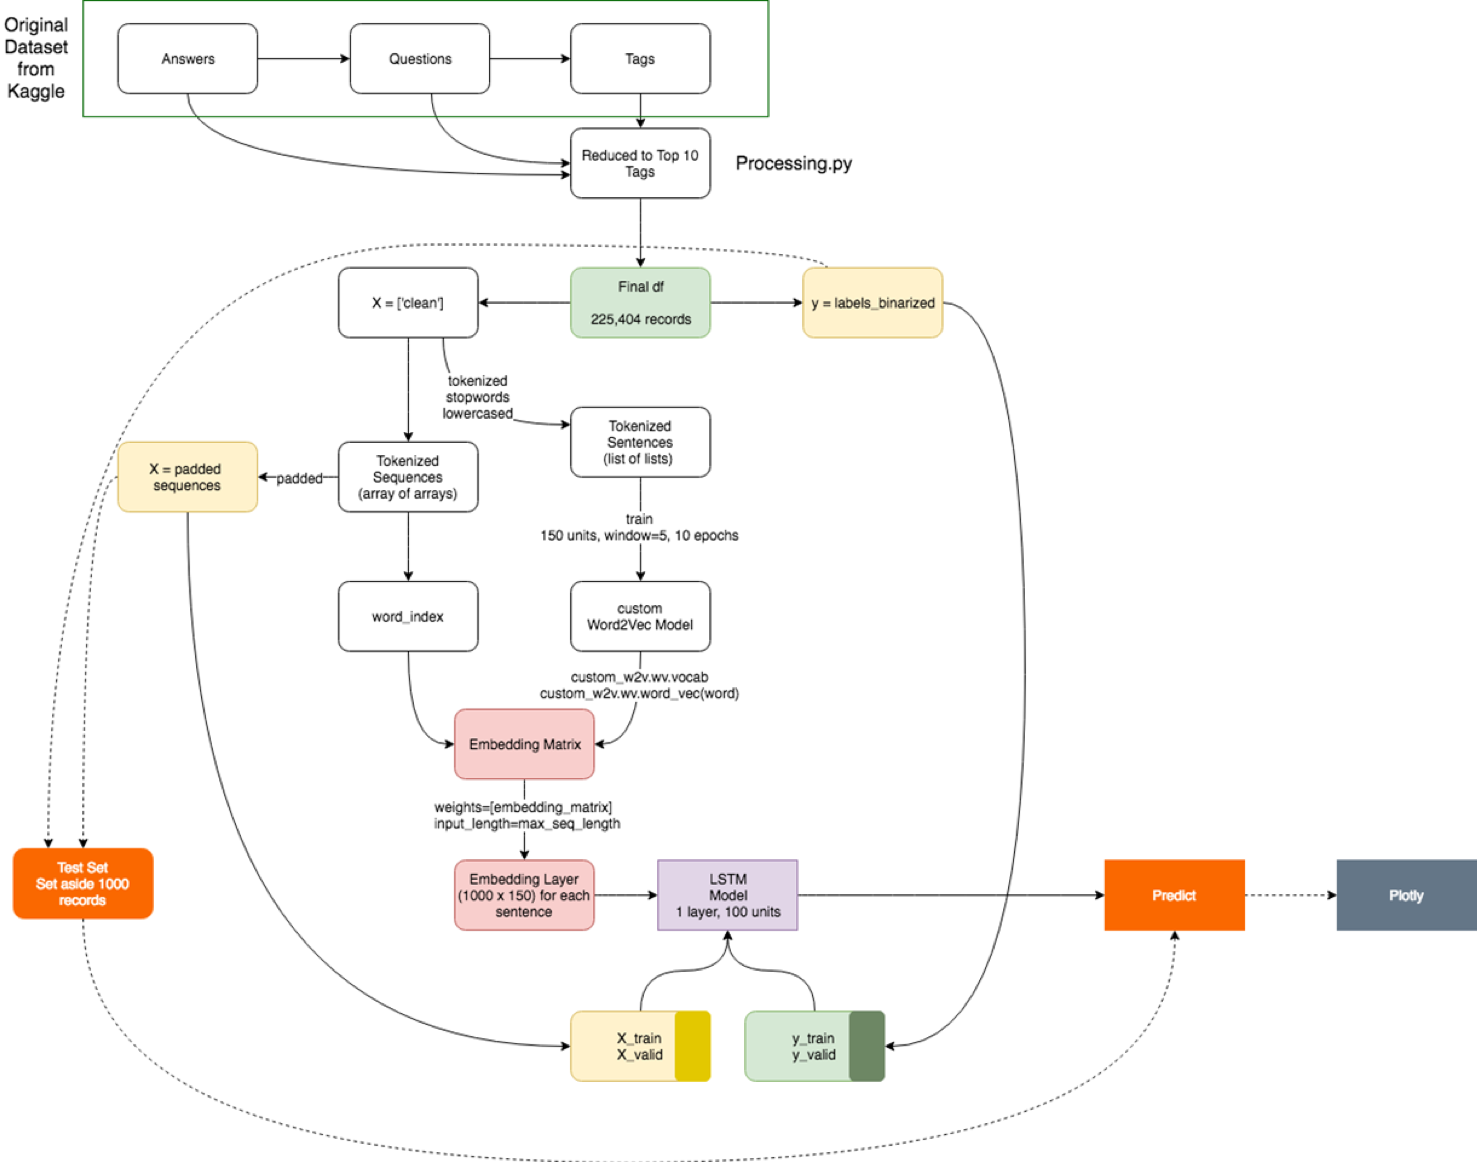 Original
Dataset
from
Kaggle
Answers
Questions
Tags
Reduced to Top 10
Tags
Processing.py
X = ['clean']
Final df
225,404 records
y = labels_binarized
tokenized
stopwords
lowercased
Tokenized
Sentences
(list of lists)
X = padded
sequences
padded
Tokenized
Sequences
(array of arrays)
train
150 units, window=5, 10 epochs
word_index
custom
Word2Vec Model
custom_w2v.wv.vocab
custom_w2v.wv.word_vec(word)
Embedding Matrix
weights=[embedding_matrix]
input_length=max_seq_length
Test Set
Set aside 1000
records
Embedding Layer
(1000 x 150) for each
sentence
LSTM
Model
1 layer, 100 units
Predict
Plotly
X_train
X_valid
y_train
y_valid